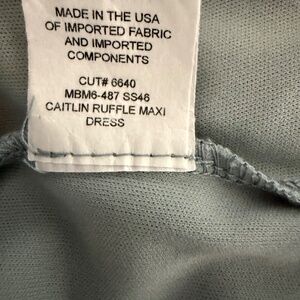 MADE IN THE USA
OF IMPORTED FABRIC
AND IMPORTED
COMPONENTS
CUT# 6640
MBM6-487 SS46
CAITLIN RUFFLE MAXI
DRESS